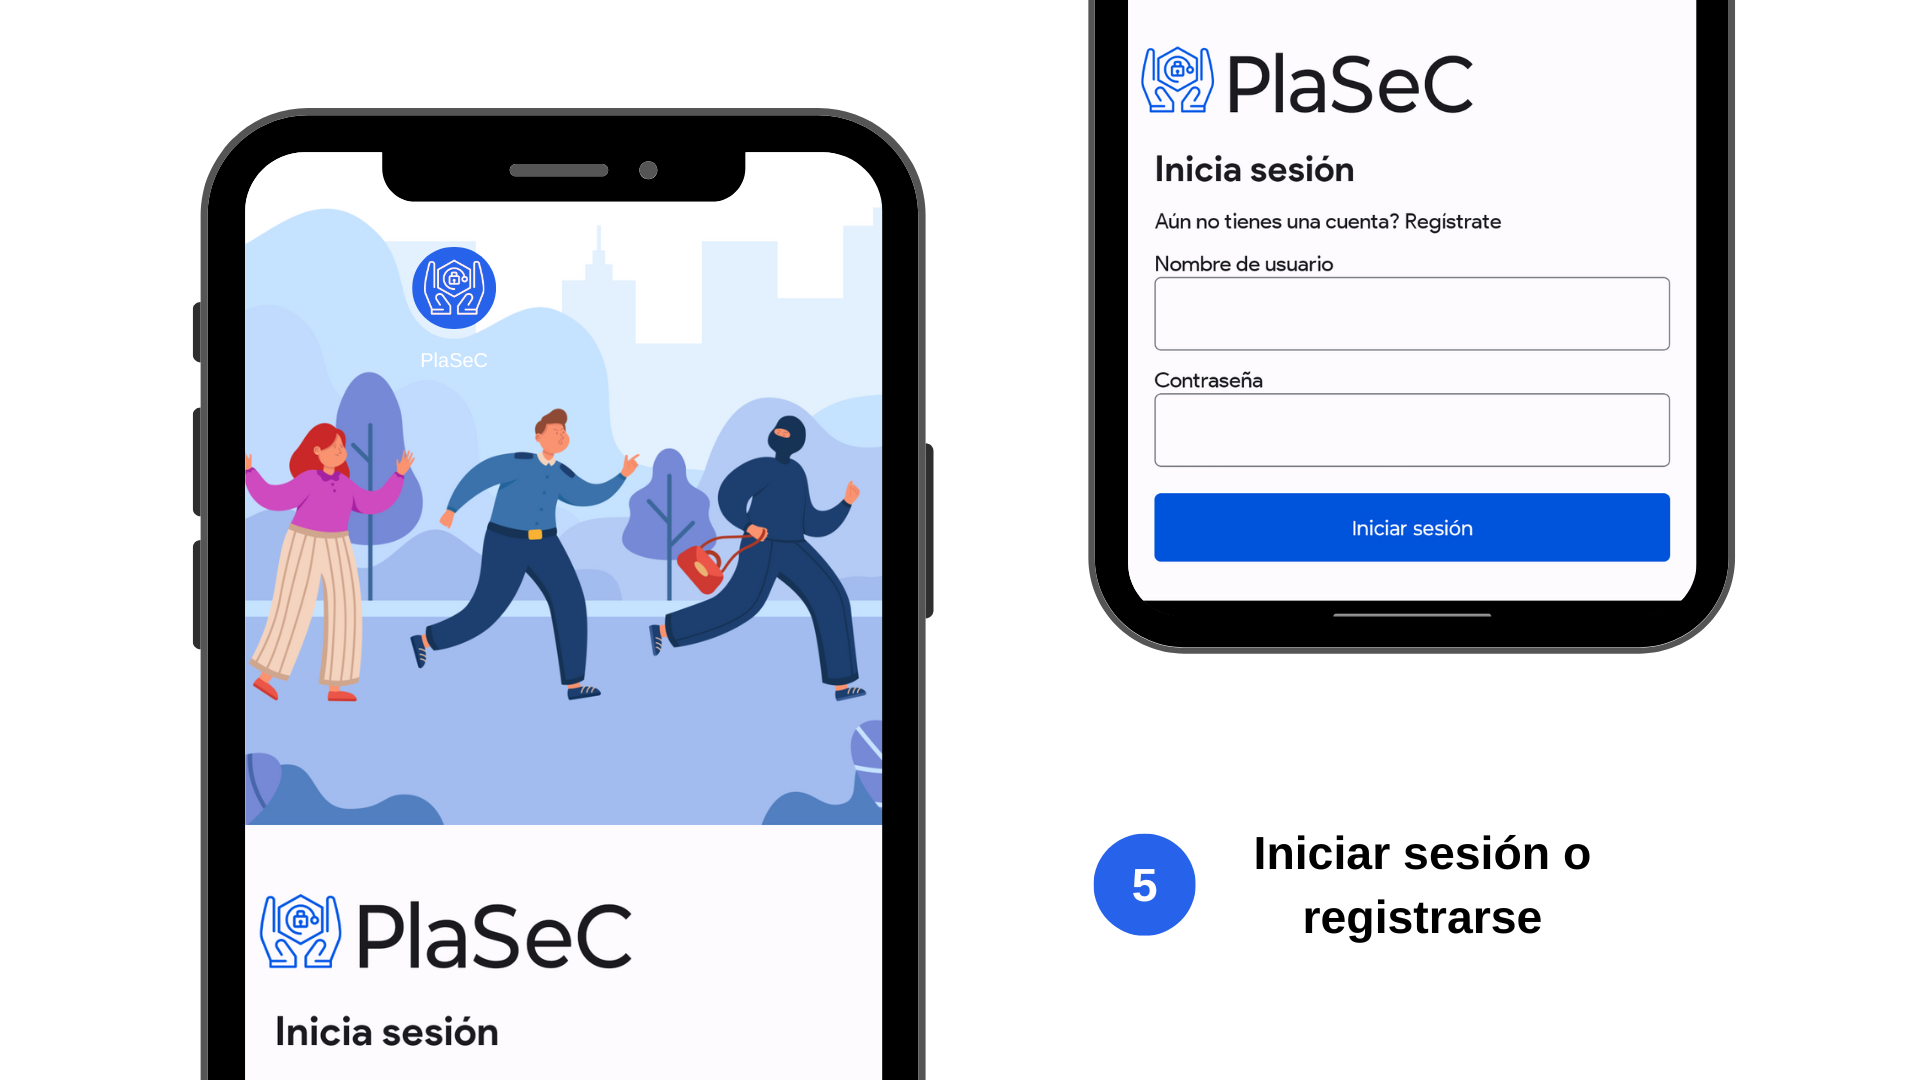 PlaSeC
PlaSeC
Inicia sesión
PlaSeC
Inicia sesión
Aún no tienes una cuenta? Regístrate
Nombre de usuario
Contraseña
Iniciar sesión
5
Iniciar sesión o
registrarse